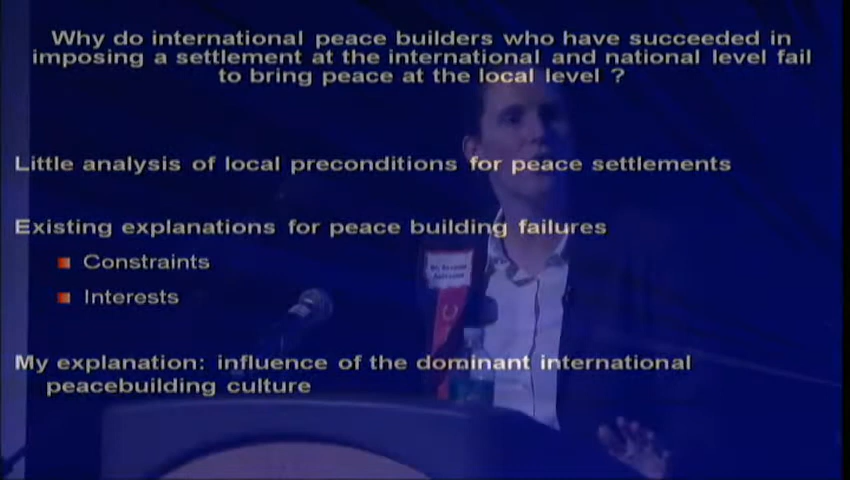 Why do international peace builders who have succeeded in
imposing a settlement at the international and national level fail
to bring peace at the local level ?
Little analysis of local preconditions for peace settlements
Existing explanations for peace building failures
Constraints
Interests
My explanation: influence of the dominant international
peacebuilding culture